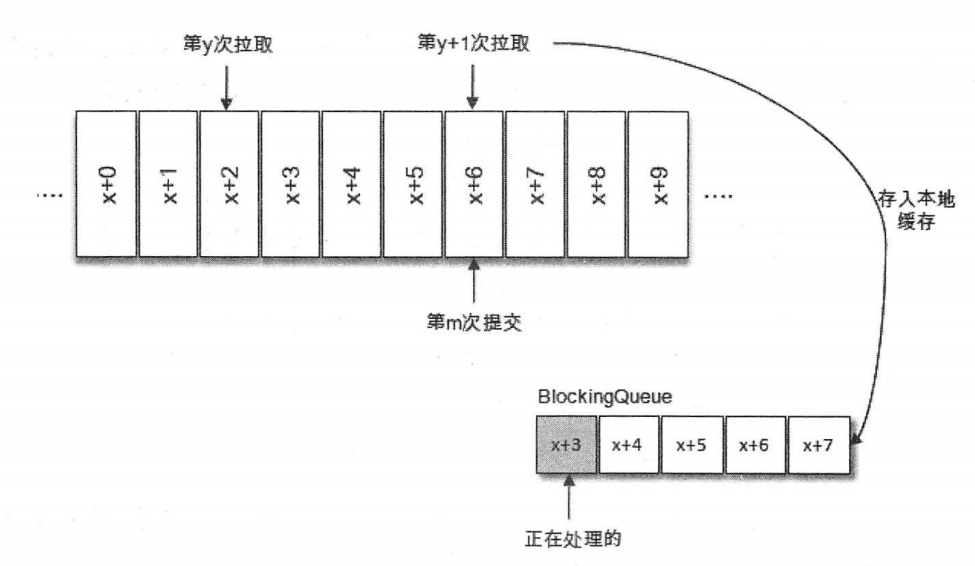 第y次拉取
第y+1次拉取
....
x+0
x+1
x+2
x+3
x+4
x+5
x+6
x+7
x+8
x+9
....
存入本地
缓存
第m次提交
BlockingQueue
x+3
x+4
x+5
x+6
x+7
正在处理的